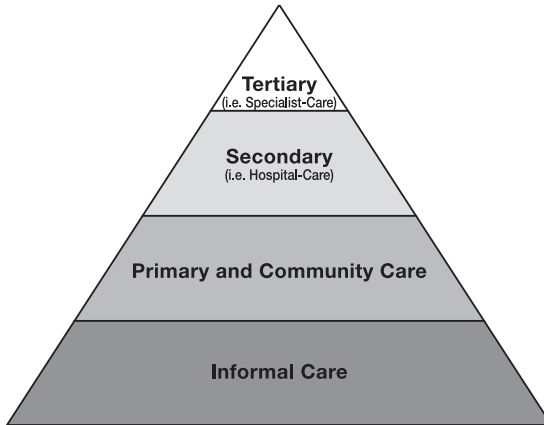 Tertiary
(i.e. Specialist-Care)
Secondary
(i.e. Hospital-Care)
Primary and Community Care
Informal Care